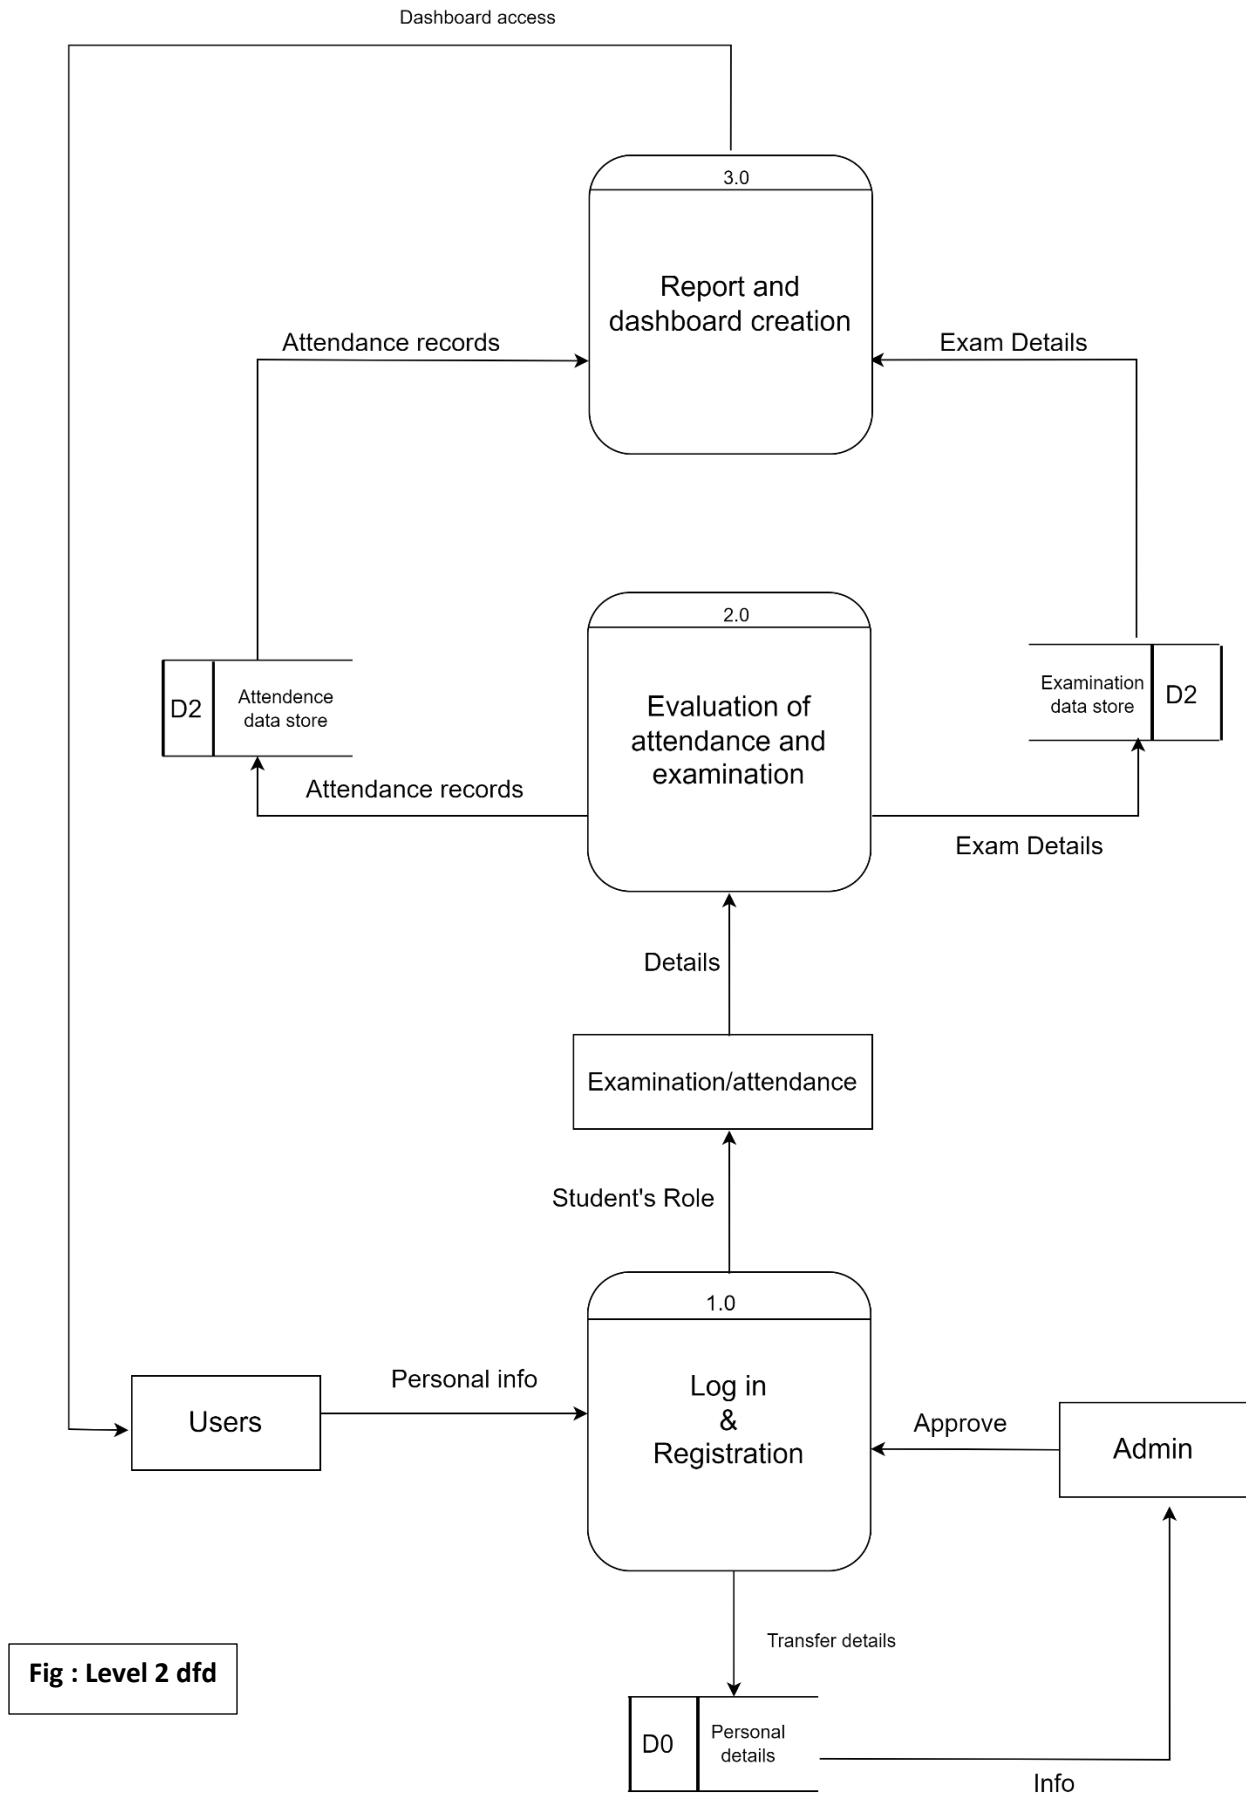 Dashboard access
3.0
Report and
dashboard creation
Attendance records
Exam Details
2.0
Evaluation of
attendance and
examination
D2
Attendence
data store
Examination
data store
D2
Attendance records
Exam Details
Details
Examination/attendance
Student's Role
1.0
Log in
&
Registration
Users
Personal info
Approve
Admin
Transfer details
Fig : Level 2 dfd
D0
Personal
details
Info